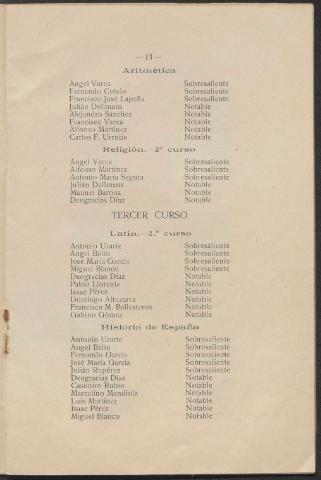 — 13 —
Aritmética
Angel Varea Sobresaliente
Fernando Cotelo Sobresaliente
Francisco José Lapeña Sobresaliente
Julián Dellmans Notable
Alejandro Sánchez Notable
Francisco Varea Notable
Alfonso Martínez Notable
Carlos F. Urrutia Notable
Religión.—2º curso
Angel Varea Sobresaliente
Alfonso Martínez Sobresaliente
Antonio María Segura Sobresaliente
Julián Dellmans Notable
Manuel Barona Notable
Deogracias Díaz Notable
TERCER CURSO
Latín.—2.º curso
Antonio Urarte Sobresaliente
Angel Bello Sobresaliente
José María García Sobresaliente
Miguel Blanco Sobresaliente
Deogracias Díaz Notable
Pablo Llorente Notable
Isaac Pérez Notable
Domingo Altuzarra Notable
Francisco M. Ballesteros Notable
Gabino Gómez Notable
Historia de España
Antonio Urarte Sobresaliente
Angel Bello Sobresaliente
Fernando García Sobresaliente
José María García Sobresaliente
Julián Rupérez Sobresaliente
Deogracias Díaz Notable
Casimiro Rubio Notable
Marcelino Mendiola Notable
Luis Martínez Notable
Isaac Pérez Notable
Miguel Blanco Notable